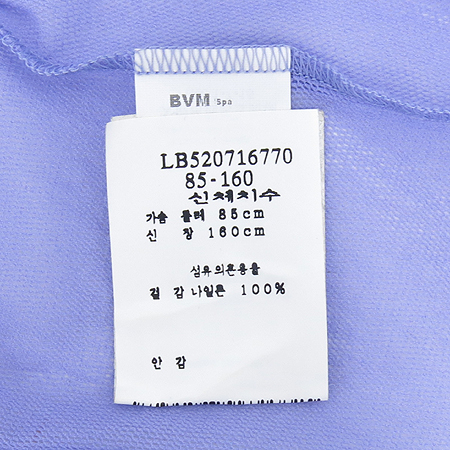 BVM Spa
LB520716770
85-160
신체치수
가슴 둘레 85cm
신 장 160cm
섬유의혼용율
겉 감 나일론 100%
안 감